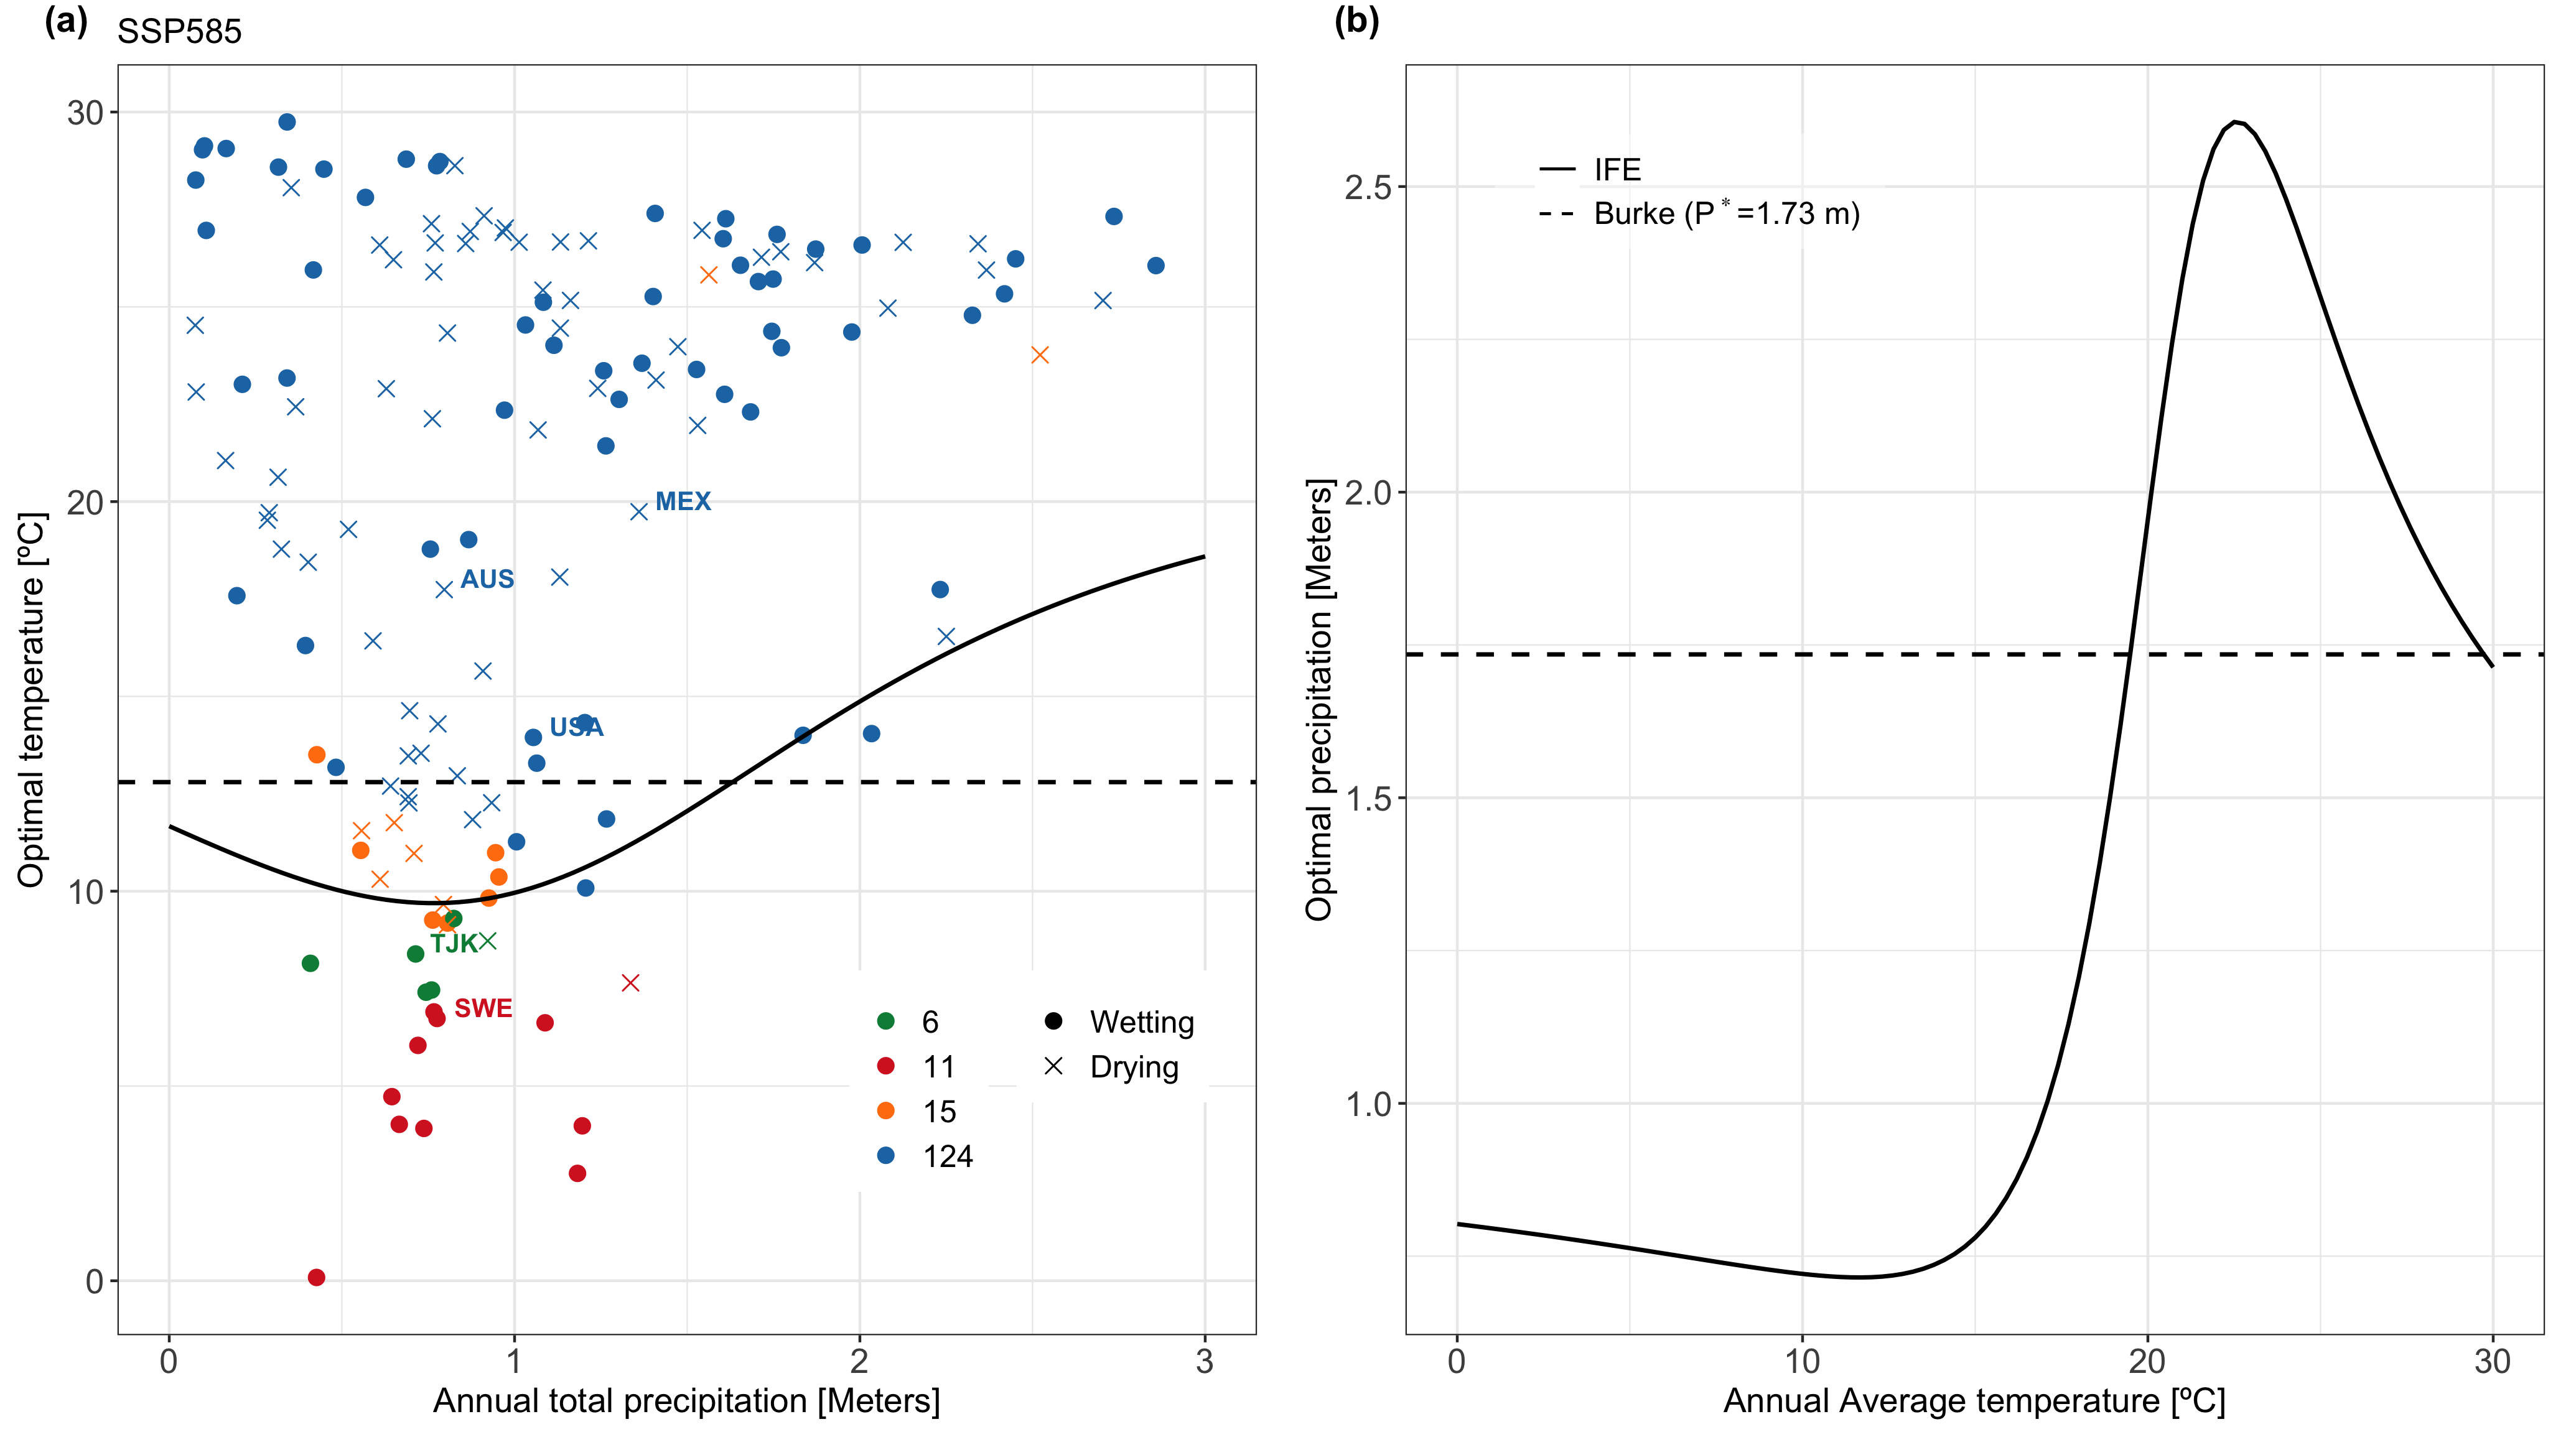 (a)
SSP585
30
20
10
0
Optimal temperature [ºC]
MEX
AUS
USA
TJK
SWE
6
11
15
124
Wetting
Drying
0
1
2
3
Annual total precipitation [Meters]
(b)
2.5
2.0
1.5
1.0
Optimal precipitation [Meters]
IFE
Burke (P*=1.73 m)
0
10
20
30
Annual Average temperature [ºC]